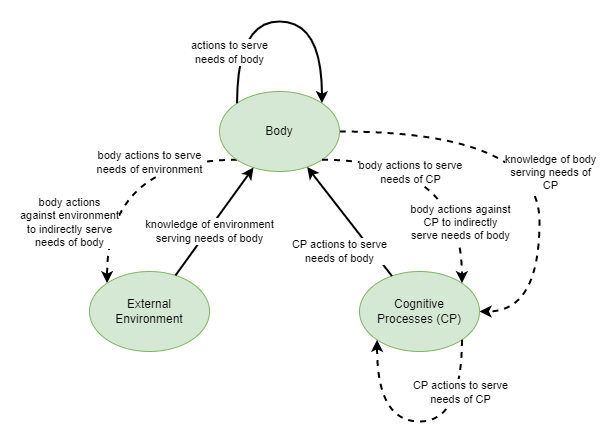 actions to serve
needs of body
Body
body actions to serve
needs of environment
body actions to serve
needs of CP
knowledge of body
serving needs of
CP
body actions
against environment
to indirectly serve
needs of body
knowledge of environment
serving needs of body
body actions against
CP to indirectly
serve needs of body
CP actions to serve
needs of body
External
Environment
Cognitive
Processes (CP)
CP actions to serve
needs of CP